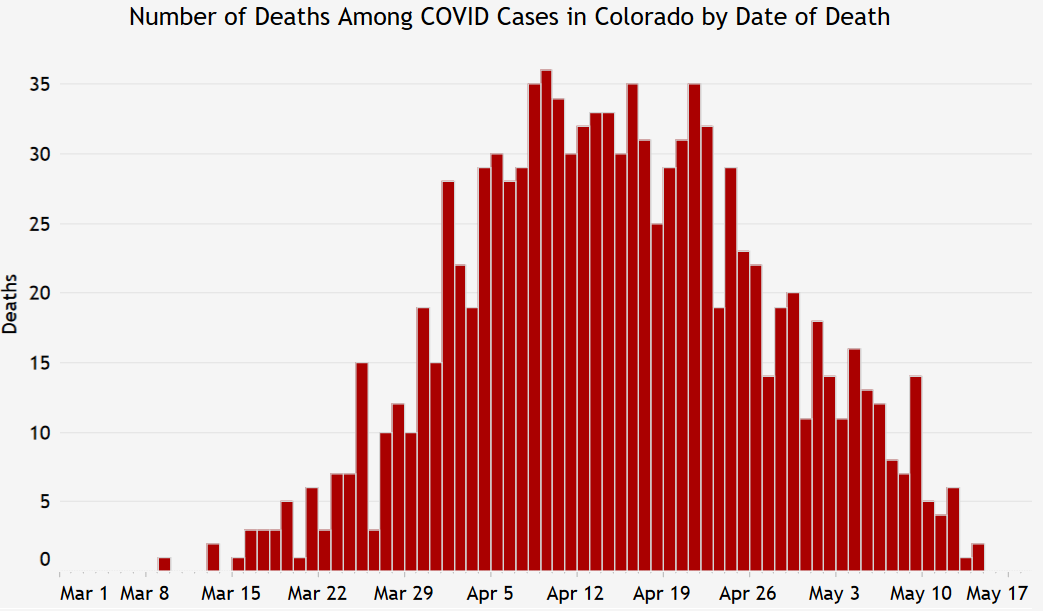 Number of Deaths Among COVID Cases in Colorado by Date of Death
Deaths
35
30
25
20
15
10
5
0
Mar 1 Mar 8 Mar 15 Mar 22 Mar 29 Apr 5 Apr 12 Apr 19 Apr 26 May 3 May 10 May 17